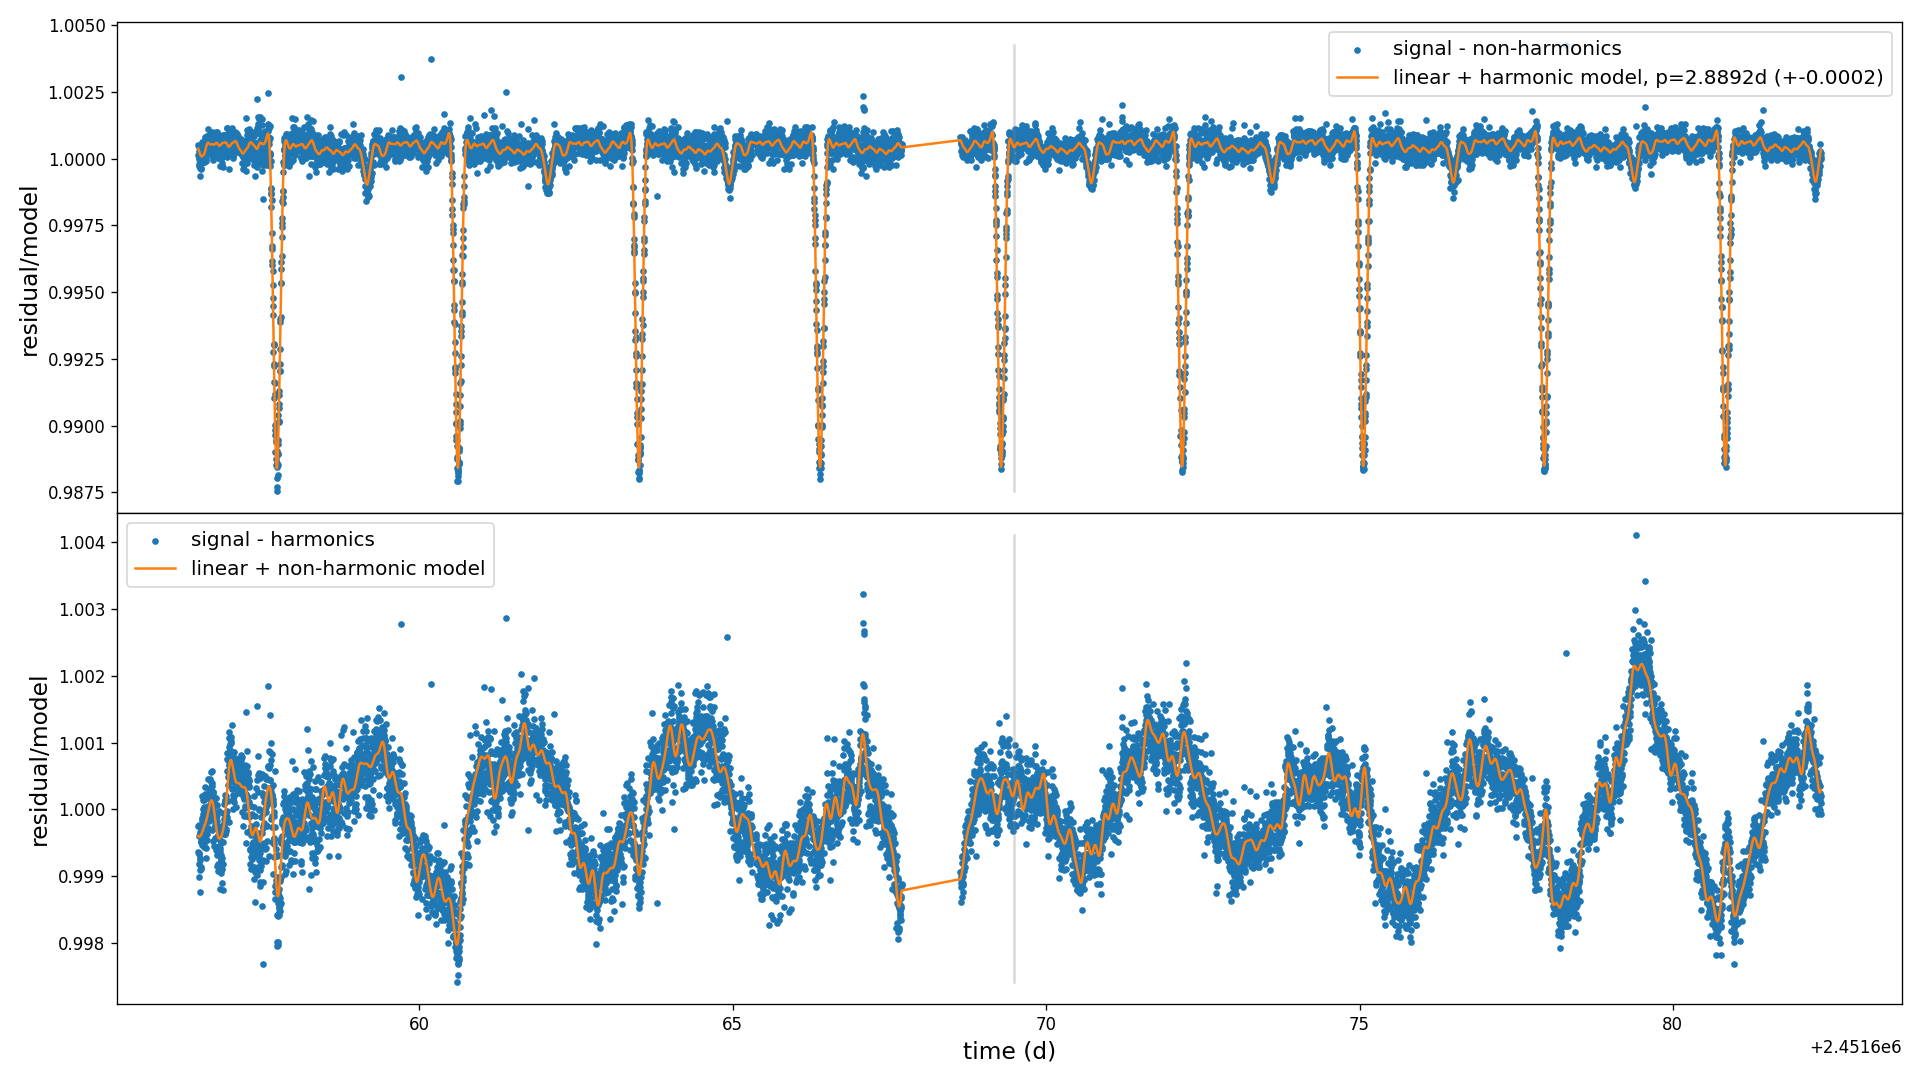 1.0050
1.0025
1.0000
0.9975
0.9950
0.9925
0.9900
0.9875
residual/model
signal - non-harmonics
linear + harmonic model, p=2.8892d (+-0.0002)
1.004
1.003
1.002
1.001
1.000
0.999
0.998
residual/model
signal - harmonics
linear + non-harmonic model
60 65 70 75 80
time (d)
+2.4516e6